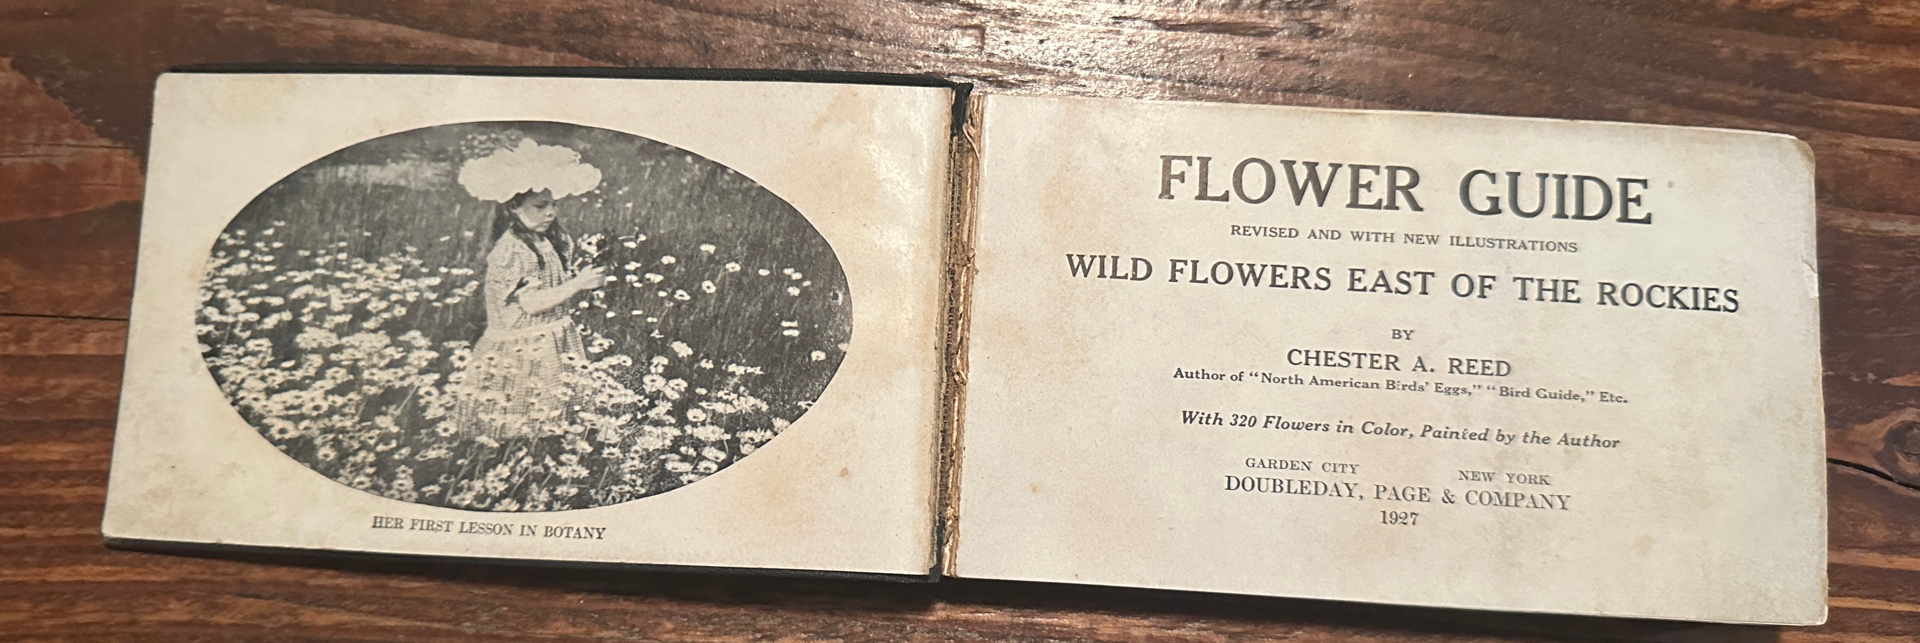 HER FIRST LESSON IN BOTANY
FLOWER GUIDE
REVISED AND WITH NEW ILLUSTRATIONS
WILD FLOWERS EAST OF THE ROCKIES
BY
CHESTER A. REED
Author of "North American Birds' Eggs," "Bird Guide," Etc.
With 320 Flowers in Color, Painted by the Author
GARDEN CITY NEW YORK
DOUBLEDAY, PAGE & COMPANY
1927